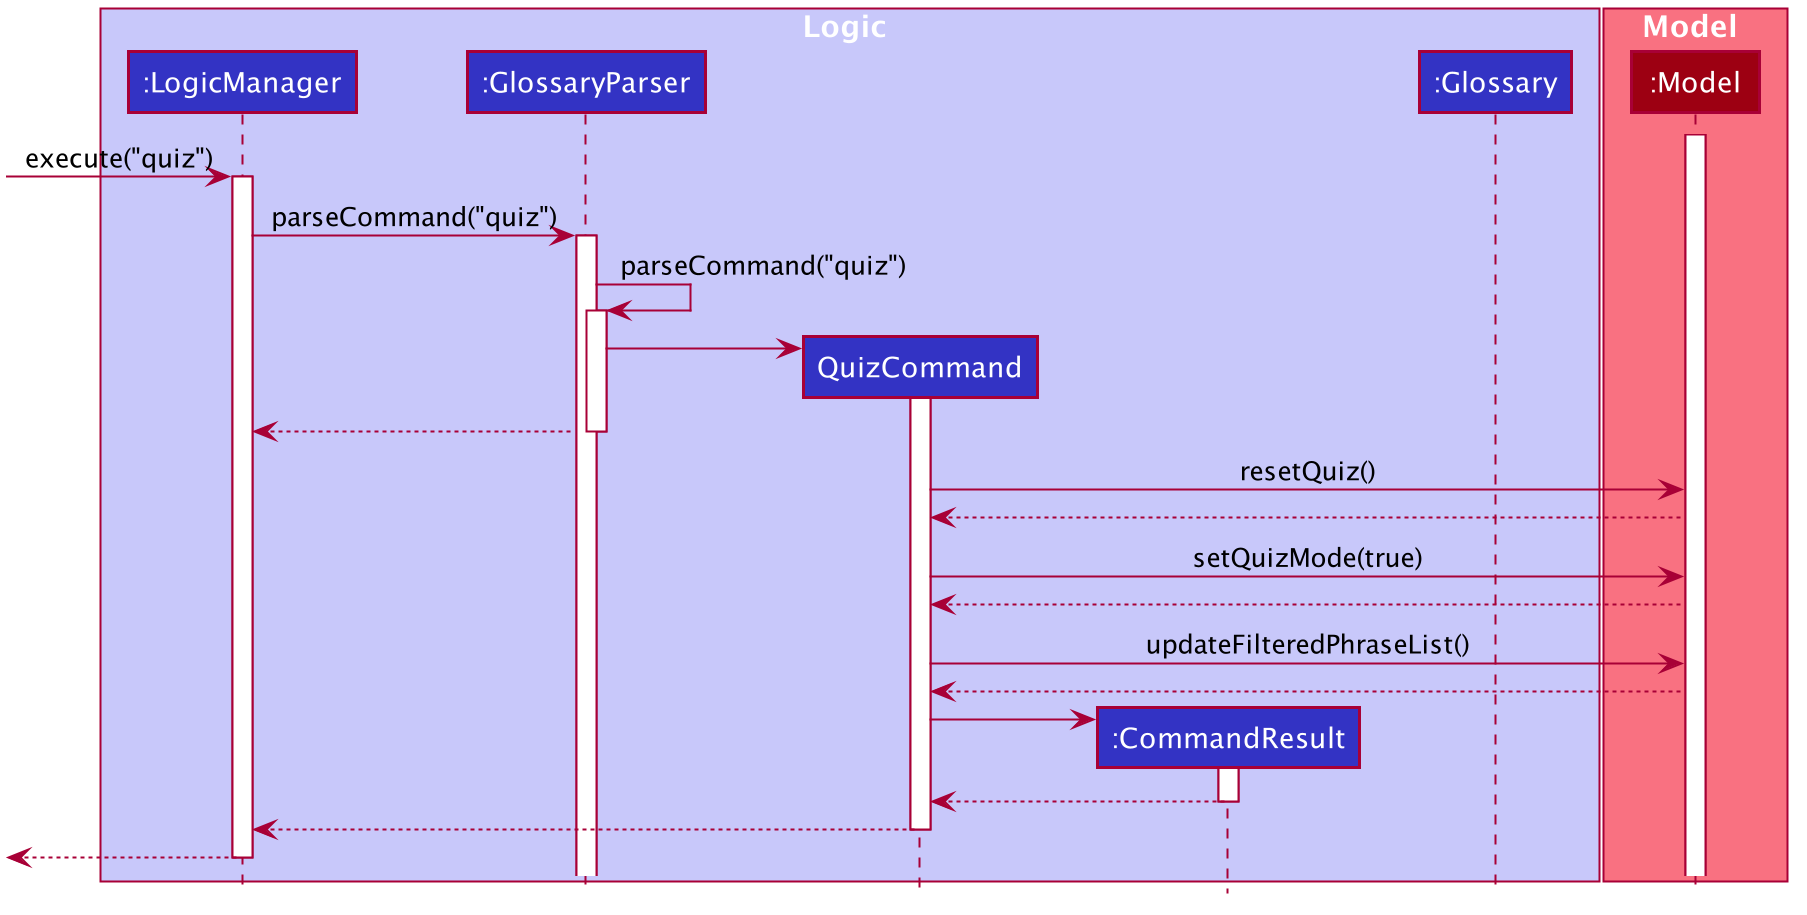 Logic
Model
:LogicManager
:GlossaryParser
:Glossary
:Model
execute("quiz")
parseCommand("quiz")
parseCommand("quiz")
QuizCommand
resetQuiz()
setQuizMode(true)
updateFilteredPhraseList()
:CommandResult